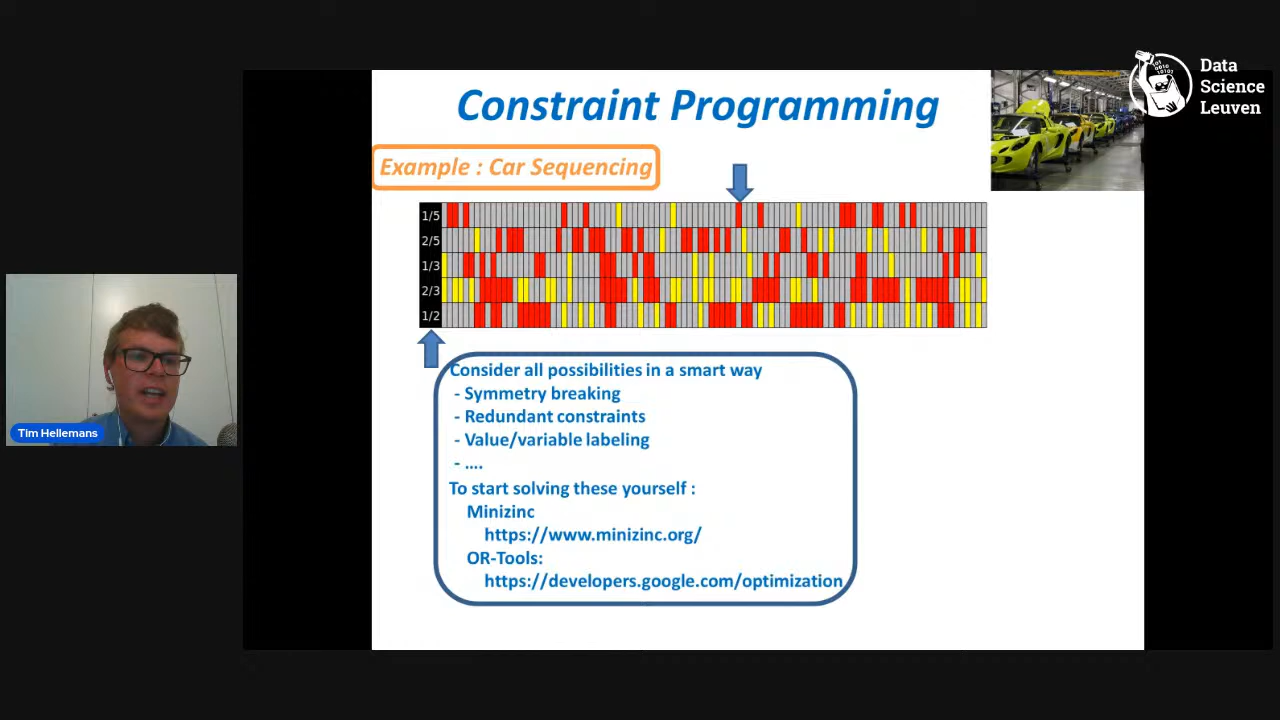 Data
Science
Leuven
Constraint Programming
Example : Car Sequencing
1/5
2/5
1/3
2/3
1/2
Consider all possibilities in a smart way
- Symmetry breaking
- Redundant constraints
- Value/variable labeling
- ....
To start solving these yourself :
Minizinc
https://www.minizinc.org/
OR-Tools:
https://developers.google.com/optimization
Tim Hellemans